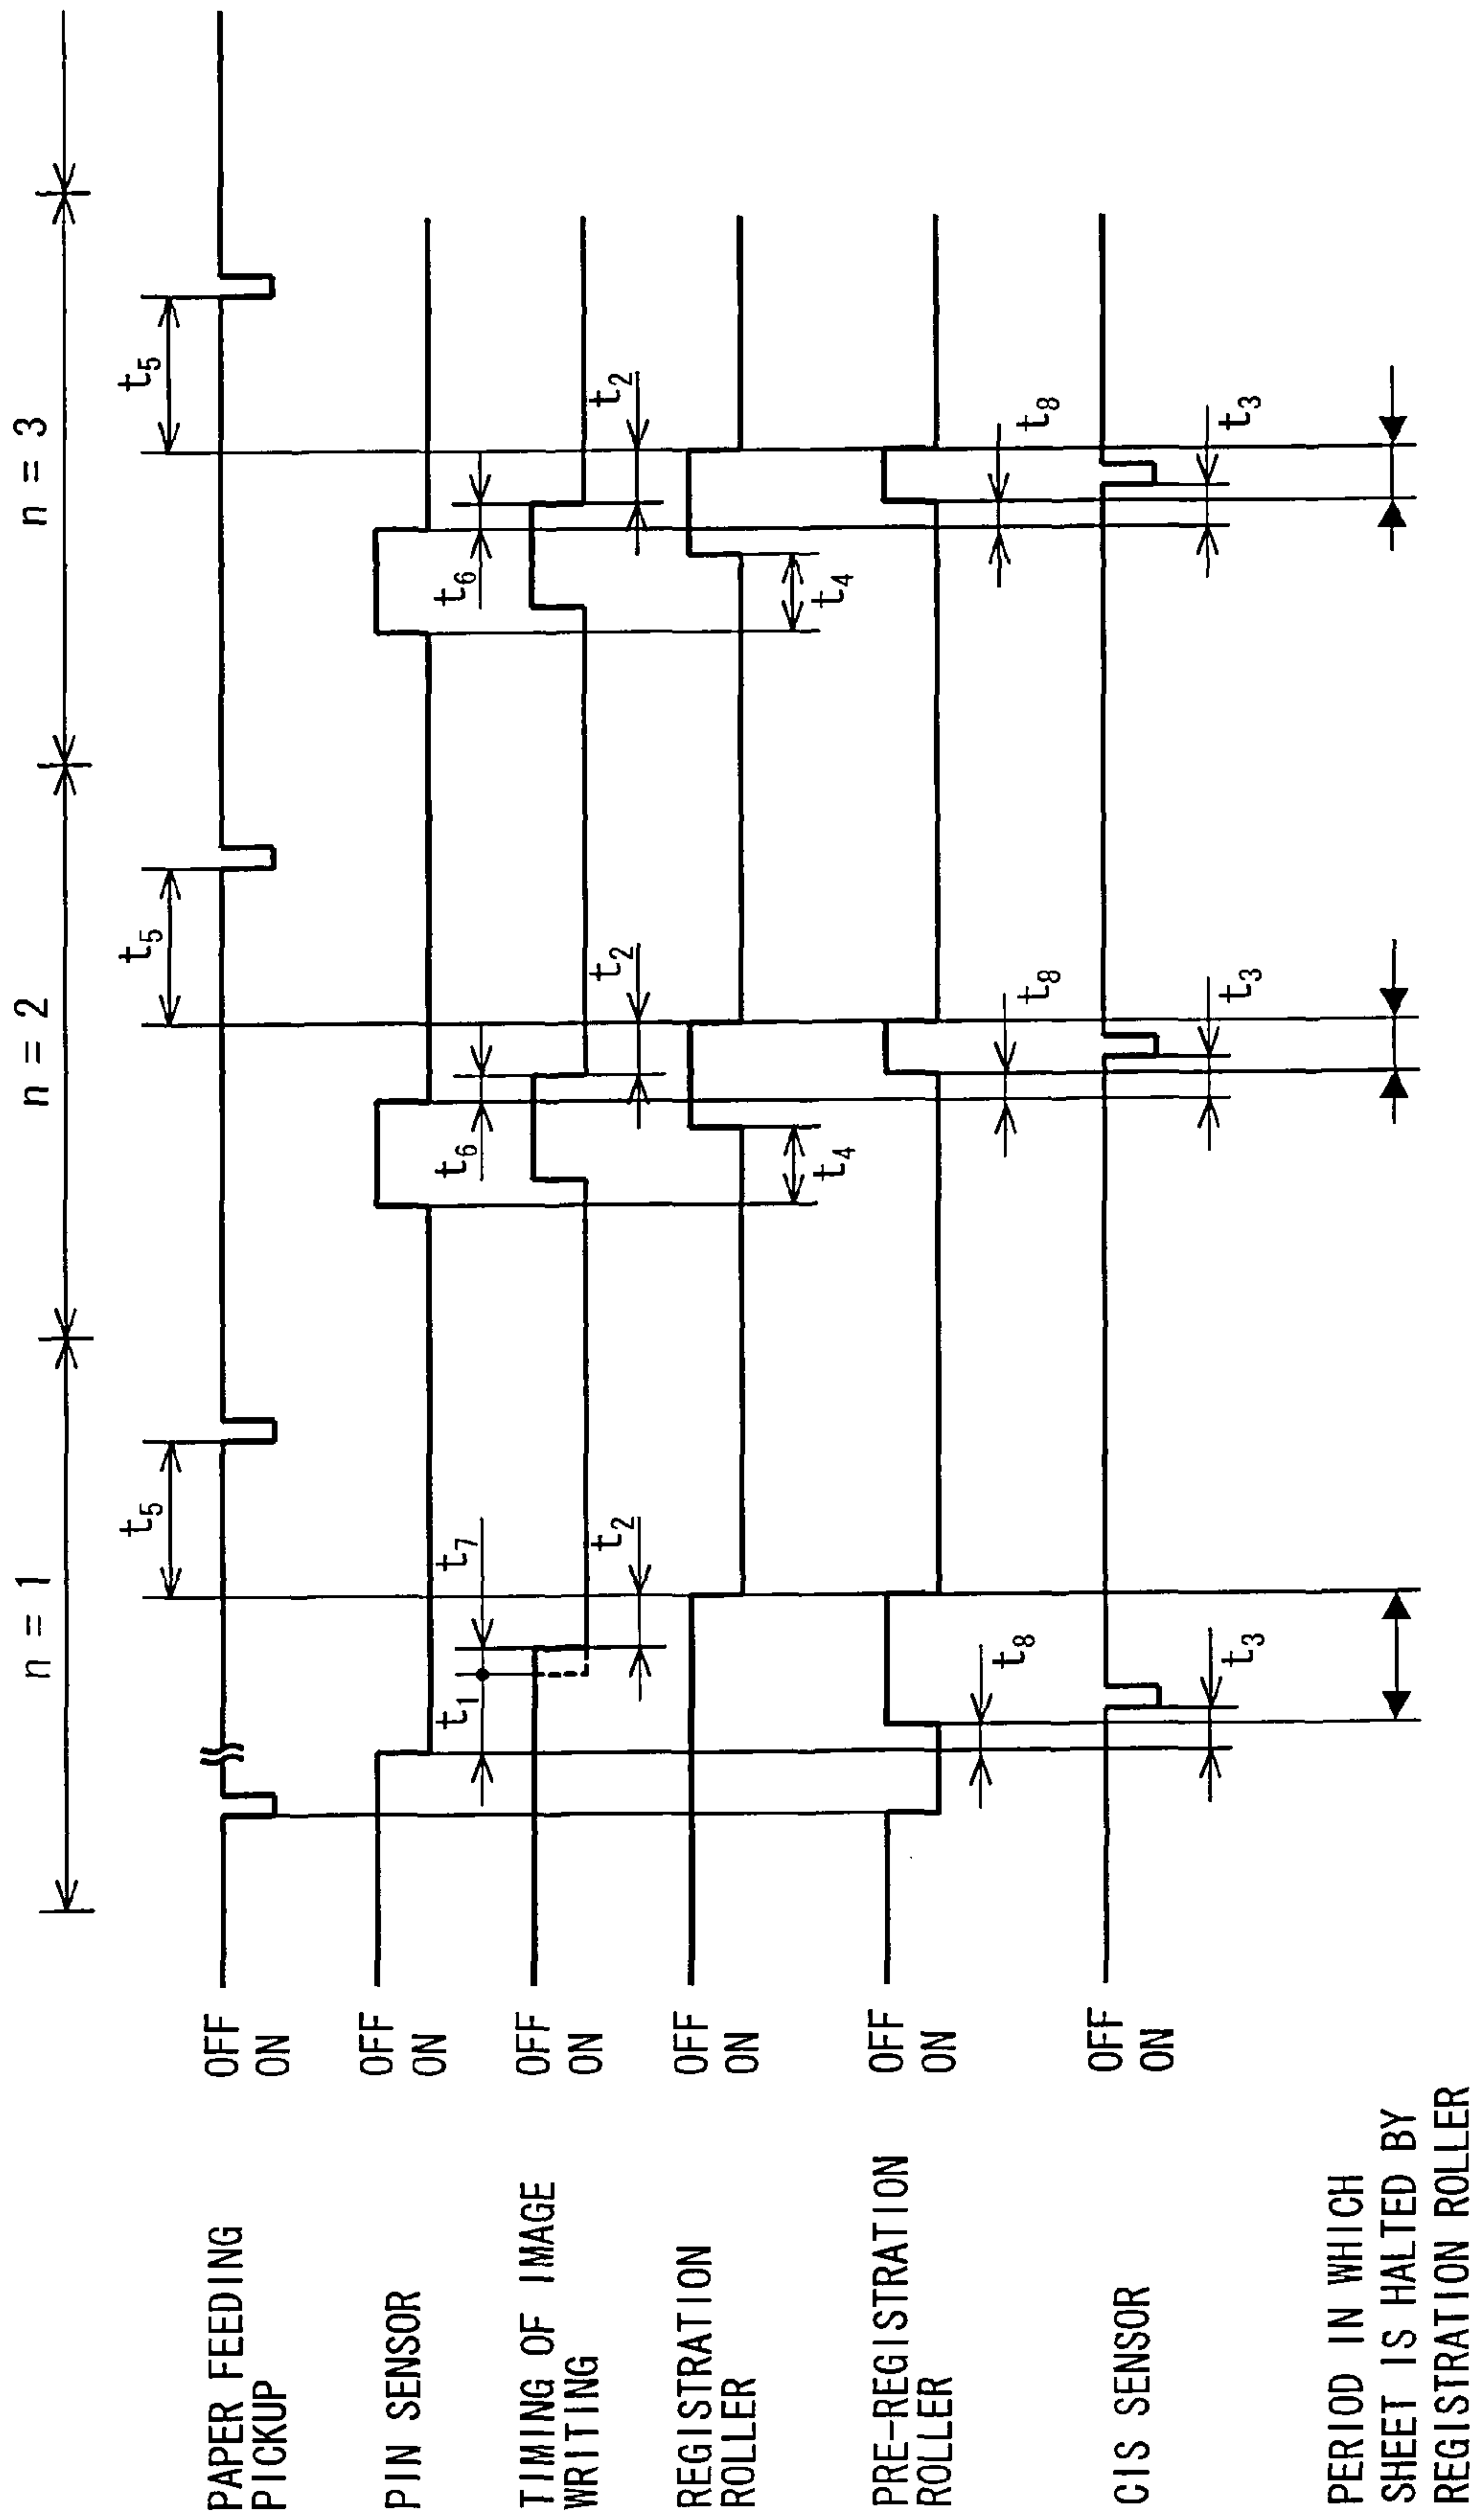 n = 1
n = 2
n = 3
PAPER FEEDING
PICKUP
OFF
ON
t5
t5
t5
PIN SENSOR
OFF
ON
t1
t7
t6
t6
TIMING OF IMAGE
WRITING
OFF
ON
t2
t2
t2
REGISTRATION
ROLLER
OFF
ON
t4
t4
PRE-REGISTRATION
ROLLER
OFF
ON
t8
t8
t8
CIS SENSOR
OFF
ON
t3
t3
t3
PERIOD IN WHICH
SHEET IS HALTED BY
REGISTRATION ROLLER